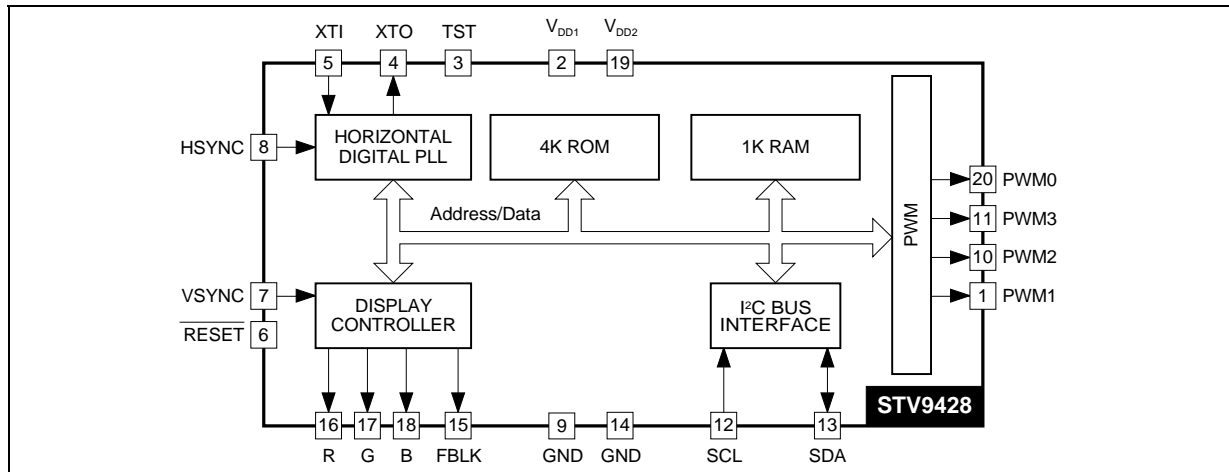 XTI XTO TST VDD1 VDD2
5 4 3 2 19
HSYNC 8
HORIZONTAL
DIGITAL PLL
4K ROM
1K RAM
PWM
20 PWM0
11 PWM3
10 PWM2
1 PWM1
Address/Data
VSYNC 7
RESET 6
DISPLAY
CONTROLLER
I²C BUS
INTERFACE
STV9428
16 17 18 15 9 14 12 13
R G B FBLK GND GND SCL SDA